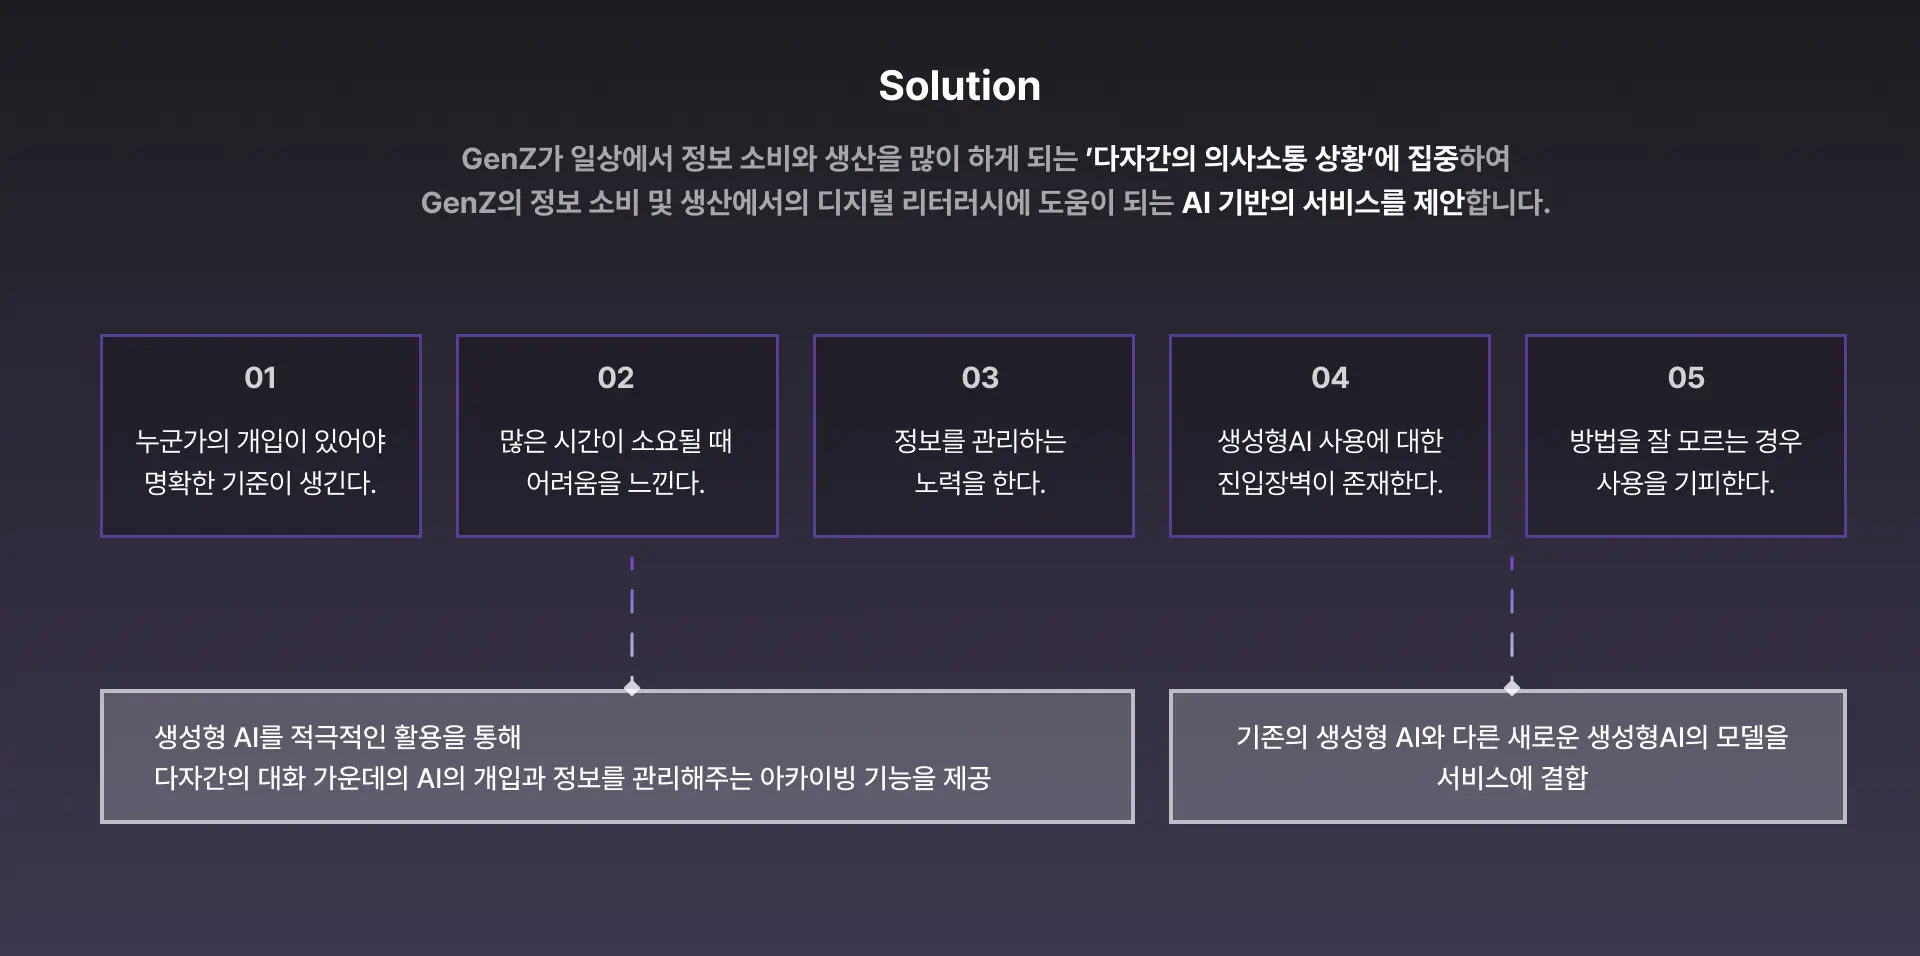 Solution
GenZ가 일상에서 정보 소비와 생산을 많이 하게 되는 '다자간의 의사소통 상황'에 집중하여
GenZ의 정보 소비 및 생산에서의 디지털 리터러시에 도움이 되는 AI 기반의 서비스를 제안합니다.
01
누군가의 개입이 있어야
명확한 기준이 생긴다.
02
많은 시간이 소요될 때
어려움을 느낀다.
03
정보를 관리하는
노력을 한다.
04
생성형AI 사용에 대한
진입장벽이 존재한다.
05
방법을 잘 모르는 경우
사용을 기피한다.
생성형 AI를 적극적인 활용을 통해
다자간의 대화 가운데의 AI의 개입과 정보를 관리해주는 아카이빙 기능을 제공
기존의 생성형 AI와 다른 새로운 생성형AI의 모델을
서비스에 결합